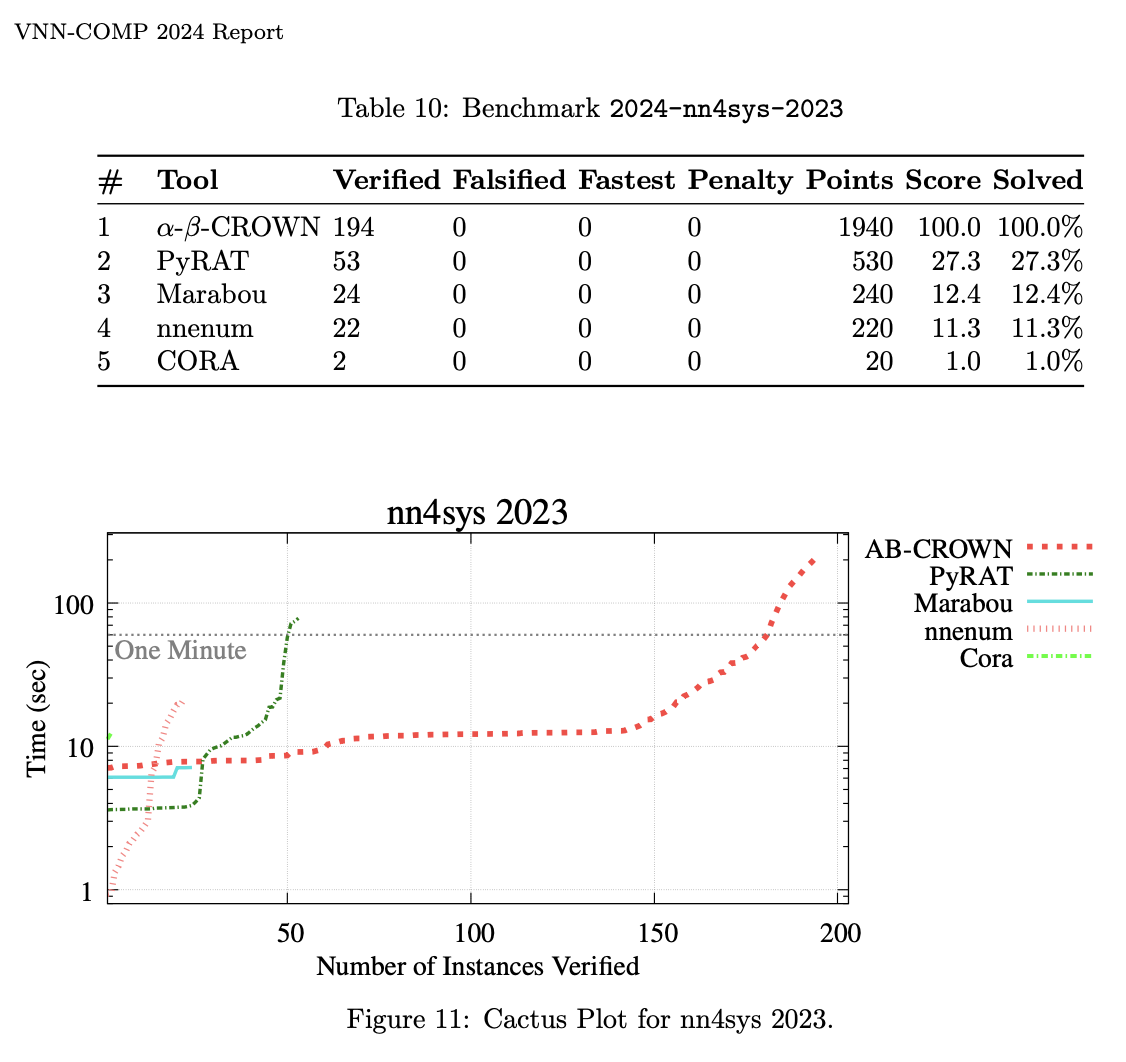 VNN-COMP 2024 Report
Table 10: Benchmark 2024-nn4sys-2023
# Tool Verified Falsified Fastest Penalty Points Score Solved
1 α-β-CROWN 194 0 0 0 1940 100.0 100.0%
2 PyRAT 53 0 0 0 530 27.3 27.3%
3 Marabou 24 0 0 0 240 12.4 12.4%
4 nnenum 22 0 0 0 220 11.3 11.3%
5 CORA 2 0 0 0 20 1.0 1.0%
nn4sys 2023
AB-CROWN
PyRAT
Marabou
nnenum
Cora
100
One Minute
10
1
Time (sec)
50 100 150 200
Number of Instances Verified
Figure 11: Cactus Plot for nn4sys 2023.